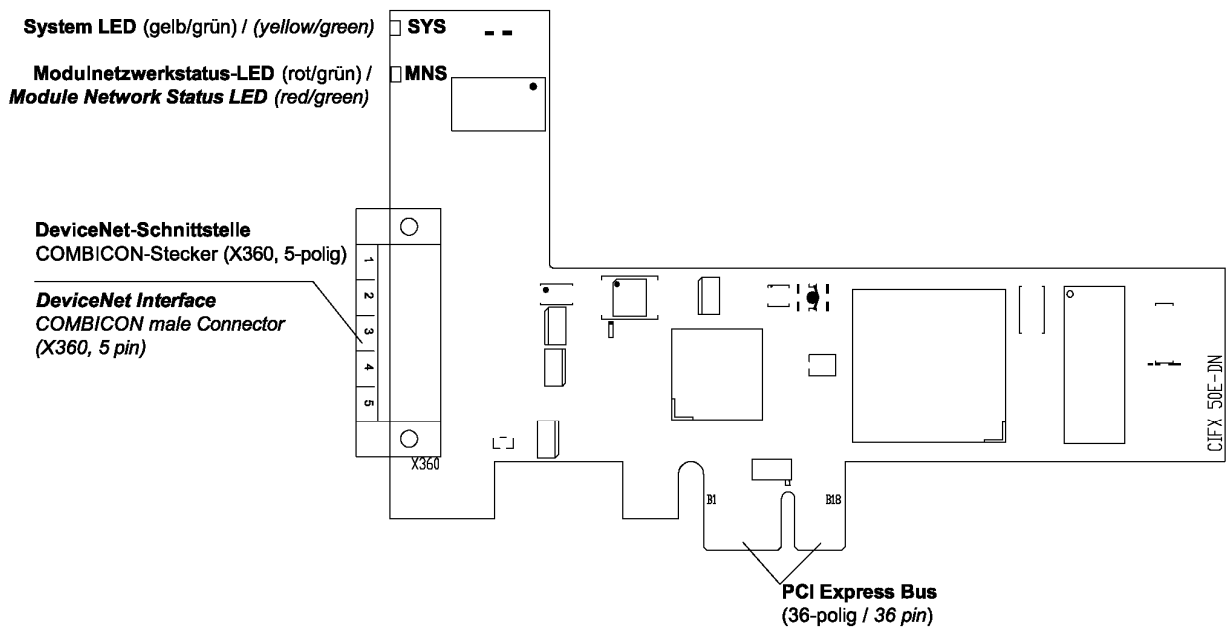 System LED (gelb/grün) / (yellow/green)
SYS
Modulnetzwerkstatus-LED (rot/grün) /
Module Network Status LED (red/green)
MNS
DeviceNet-Schnittstelle
COMBICON-Stecker (X360, 5-polig)
DeviceNet Interface
COMBICON male Connector
(X360, 5 pin)
1
2
3
4
5
X360
B1
B18
CIFX 50E-DN
PCI Express Bus
(36-polig / 36 pin)